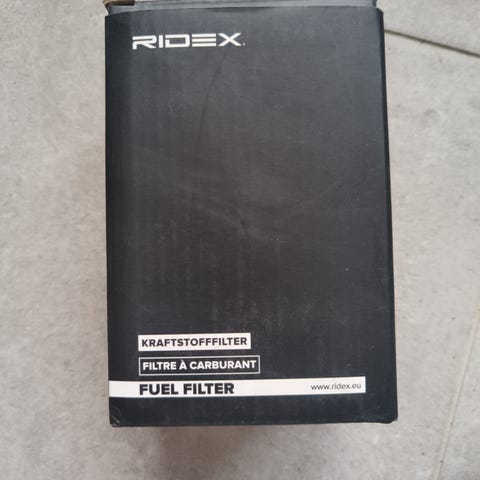 RIDEX
KRAFTSTOFFFILTER
FILTRE À CARBURANT
FUEL FILTER www.ridex.eu